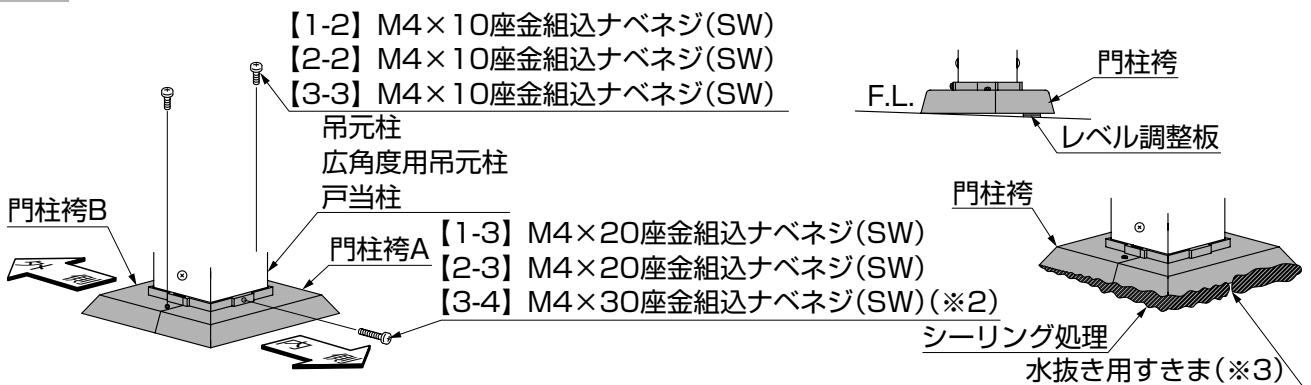 【1-2】M4×10座金組込ナベネジ(SW)
【2-2】M4×10座金組込ナベネジ(SW)
【3-3】M4×10座金組込ナベネジ(SW)
吊元柱
広角度用吊元柱
戸当柱
門柱袴B
門柱袴A
【1-3】M4×20座金組込ナベネジ(SW)
【2-3】M4×20座金組込ナベネジ(SW)
【3-4】M4×30座金組込ナベネジ(SW)(※2)
外側
内側
門柱袴
F.L.
レベル調整板
門柱袴
シーリング処理
水抜き用すきま(※3)